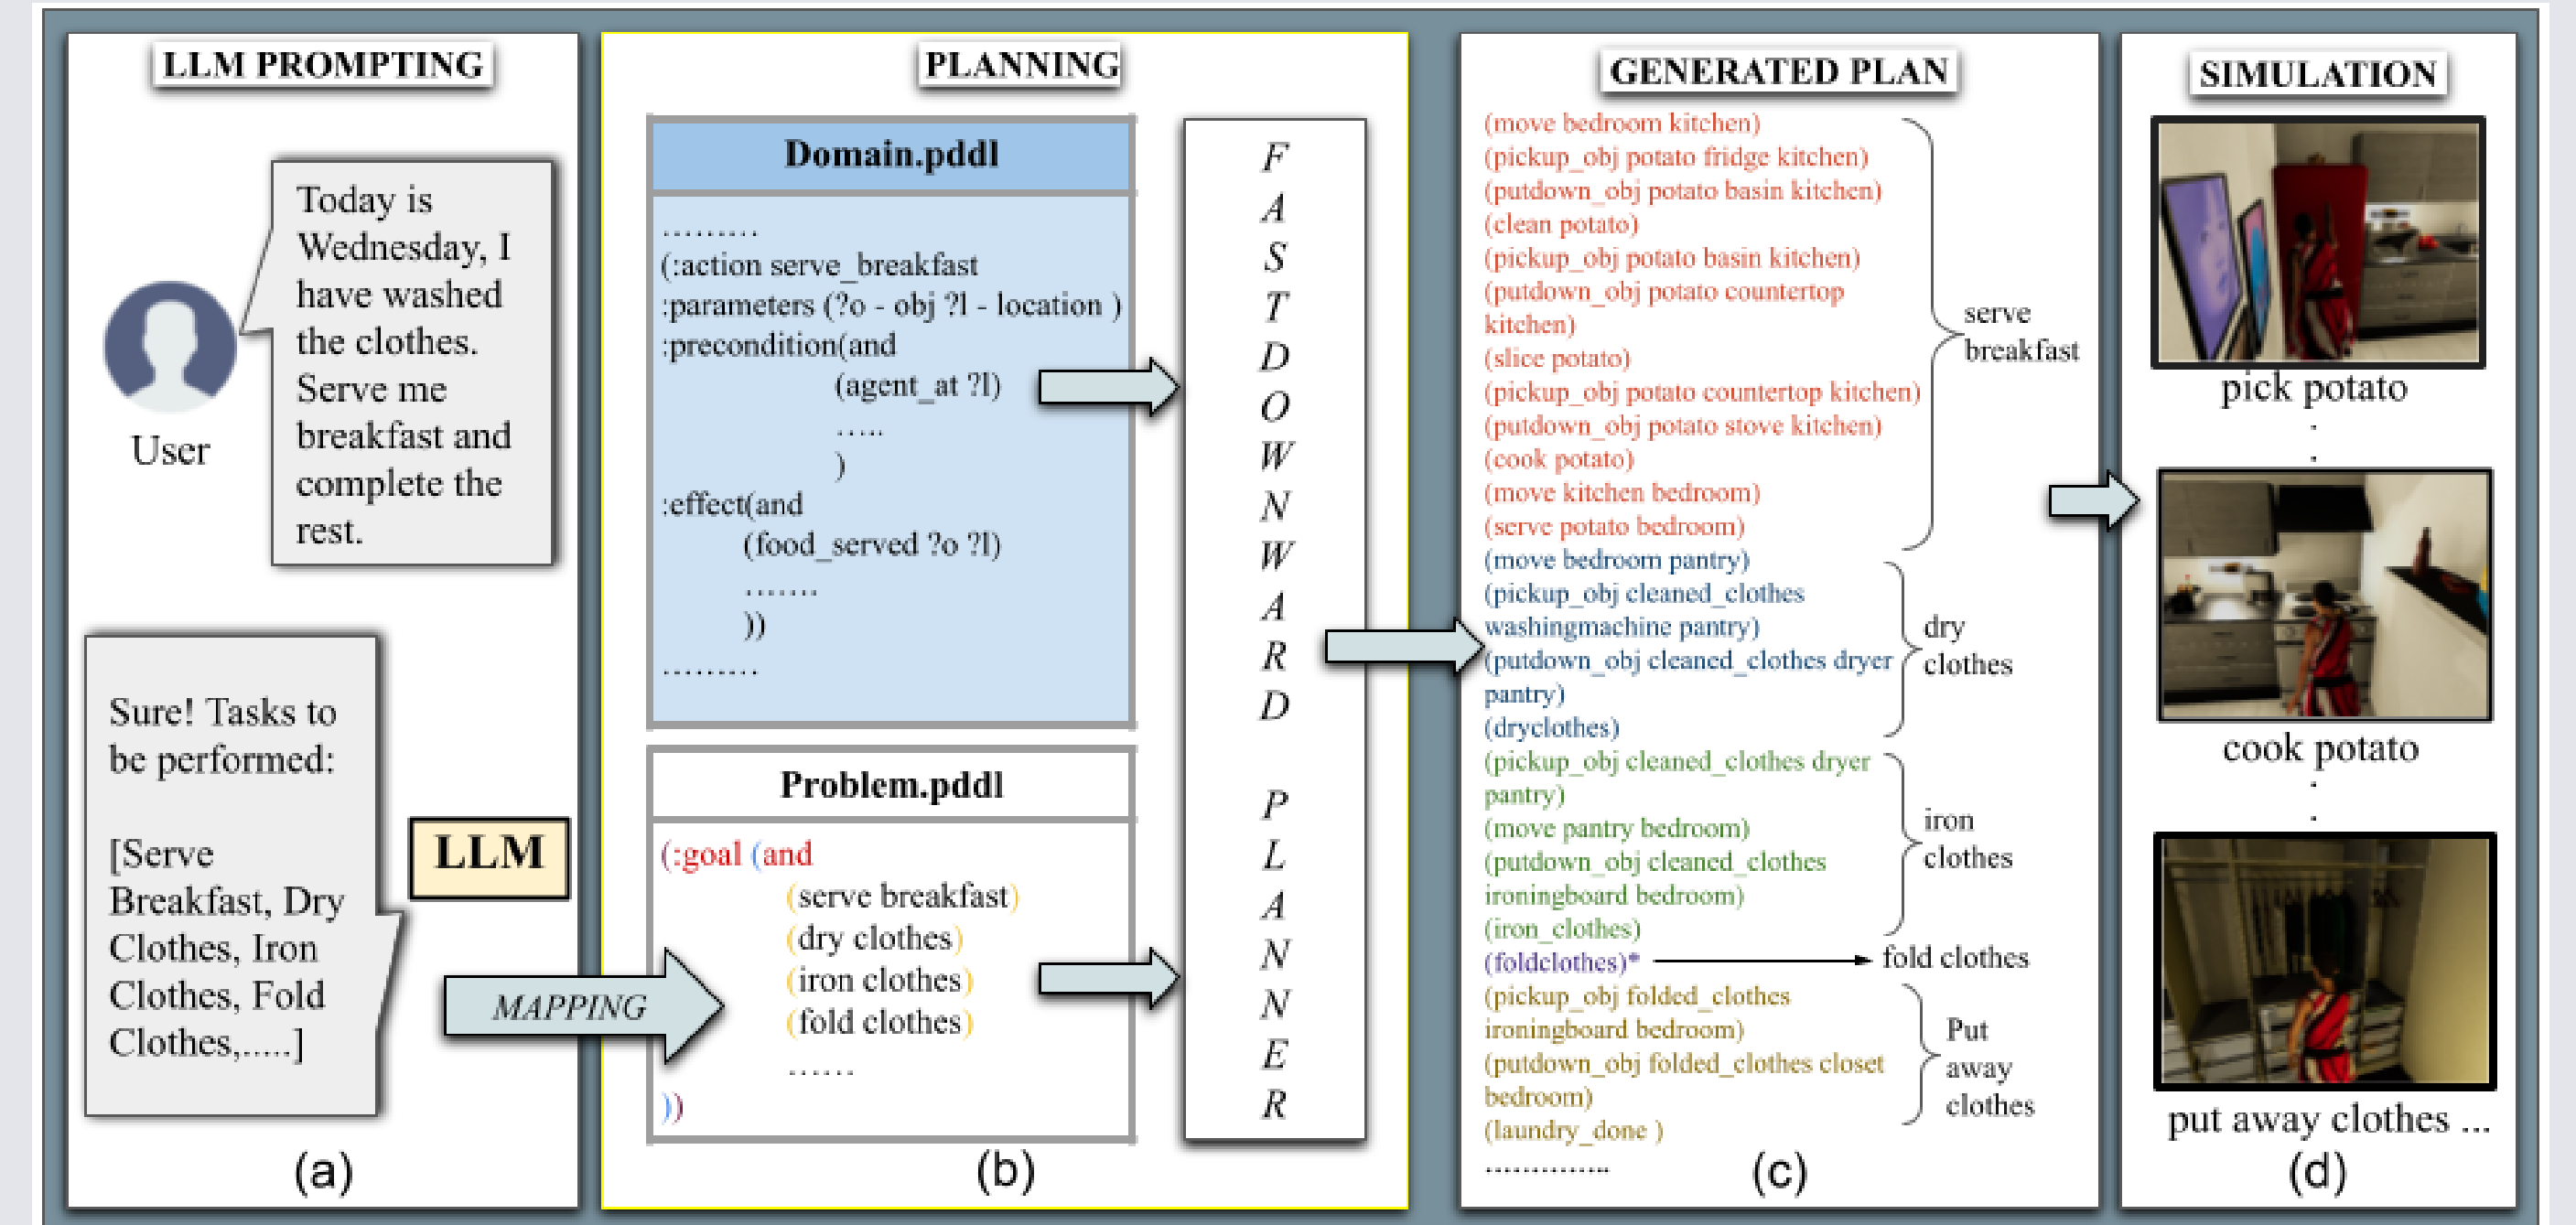 LLM PROMPTING
Today is
Wednesday, I
have washed
the clothes.
Serve me
breakfast and
complete the
rest.
User
Sure! Tasks to
be performed:
[Serve
Breakfast, Dry
Clothes, Iron
Clothes, Fold
Clothes,.....]
LLM
MAPPING
(a)
PLANNING
Domain.pddl
.........
(:action serve_breakfast
:parameters (?o - obj ?l - location )
:precondition(and
(agent_at ?l)
.....
)
:effect(and
(food_served ?o ?l)
.......
))
.........
Problem.pddl
(:goal (and
(serve breakfast)
(dry clothes)
(iron clothes)
(fold clothes)
......
))
F
A
S
T
D
O
W
N
W
A
R
D
P
L
A
N
N
E
R
(b)
GENERATED PLAN
(move bedroom kitchen)
(pickup_obj potato fridge kitchen)
(putdown_obj potato basin kitchen)
(clean potato)
(pickup_obj potato basin kitchen)
(putdown_obj potato countertop
kitchen)
(slice potato)
(pickup_obj potato countertop kitchen)
(putdown_obj potato stove kitchen)
(cook potato)
(move kitchen bedroom)
(serve potato bedroom)
serve
breakfast
(move bedroom pantry)
(pickup_obj cleaned_clothes
washingmachine pantry)
(putdown_obj cleaned_clothes dryer
pantry)
(dryclothes)
dry
clothes
(pickup_obj cleaned_clothes dryer
pantry)
(move pantry bedroom)
(putdown_obj cleaned_clothes
ironingboard bedroom)
(iron_clothes)
iron
clothes
(foldclothes)*
fold clothes
(pickup_obj folded_clothes
ironingboard bedroom)
(putdown_obj folded_clothes closet
bedroom)
(laundry_done )
..............
Put
away
clothes
(c)
SIMULATION
pick potato
.
.
cook potato
.
.
put away clothes ...
(d)